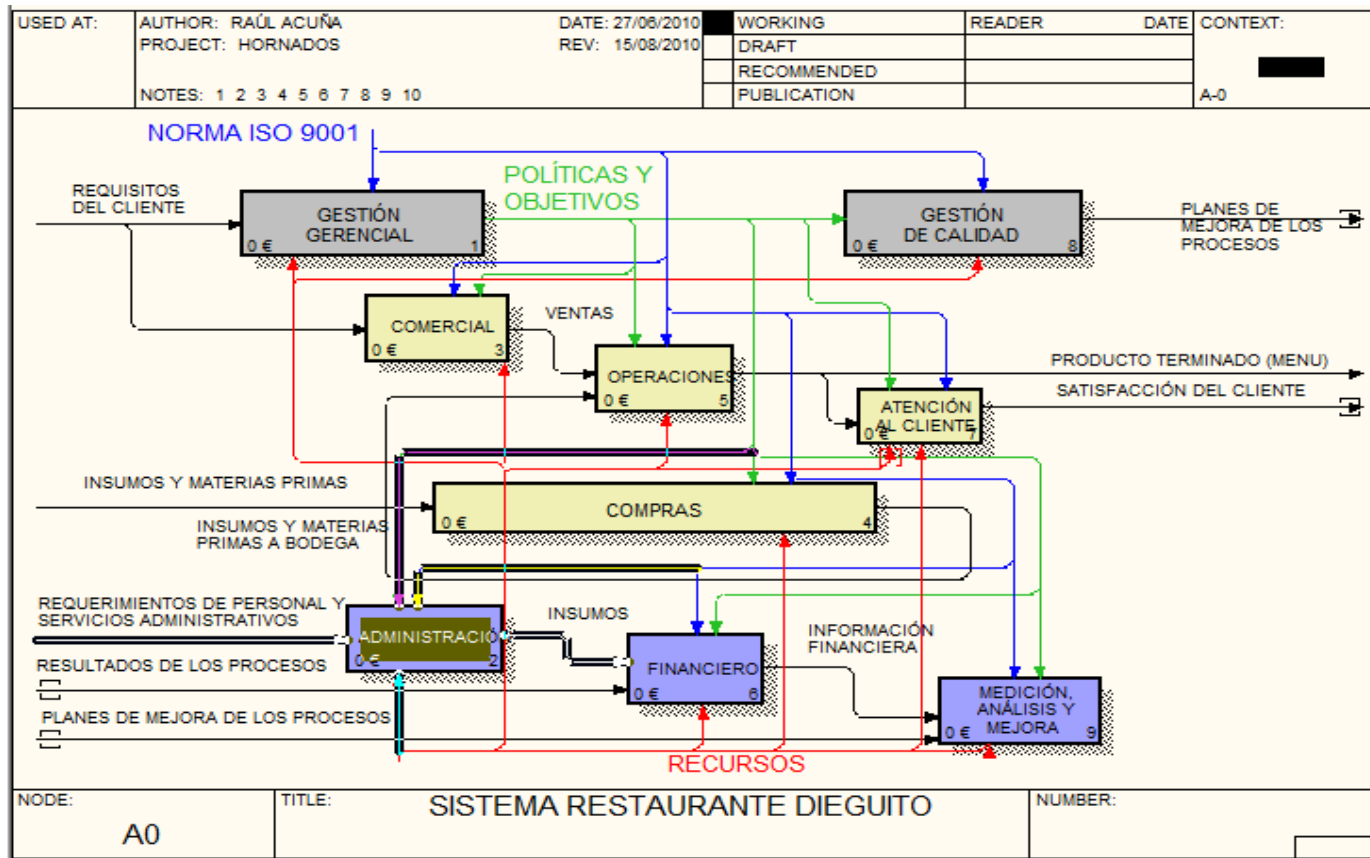 USED AT:
AUTHOR: RAÚL ACUÑA
DATE: 27/06/2010
WORKING
READER
DATE
CONTEXT:
PROJECT: HORNADOS
REV: 15/08/2010
DRAFT
RECOMMENDED
NOTES: 1 2 3 4 5 6 7 8 9 10
PUBLICATION
A-0
NORMA ISO 9001
POLÍTICAS Y
OBJETIVOS
REQUISITOS
DEL CLIENTE
GESTIÓN
GERENCIAL
0 €
1
GESTIÓN
DE CALIDAD
0 €
8
PLANES DE
MEJORA DE LOS
PROCESOS
COMERCIAL
0 €
3
VENTAS
OPERACIONES
0 €
5
PRODUCTO TERMINADO (MENU)
SATISFACCIÓN DEL CLIENTE
ATENCIÓN
AL CLIENTE
0 €
7
INSUMOS Y MATERIAS PRIMAS
COMPRAS
0 €
4
INSUMOS Y MATERIAS
PRIMAS A BODEGA
REQUERIMIENTOS DE PERSONAL Y
SERVICIOS ADMINISTRATIVOS
ADMINISTRACIÓ
0 €
2
INSUMOS
FINANCIERO
0 €
6
INFORMACIÓN
FINANCIERA
RESULTADOS DE LOS PROCESOS
MEDICIÓN,
ANÁLISIS Y
MEJORA
0 €
9
PLANES DE MEJORA DE LOS PROCESOS
RECURSOS
NODE:
A0
TITLE:
SISTEMA RESTAURANTE DIEGUITO
NUMBER: